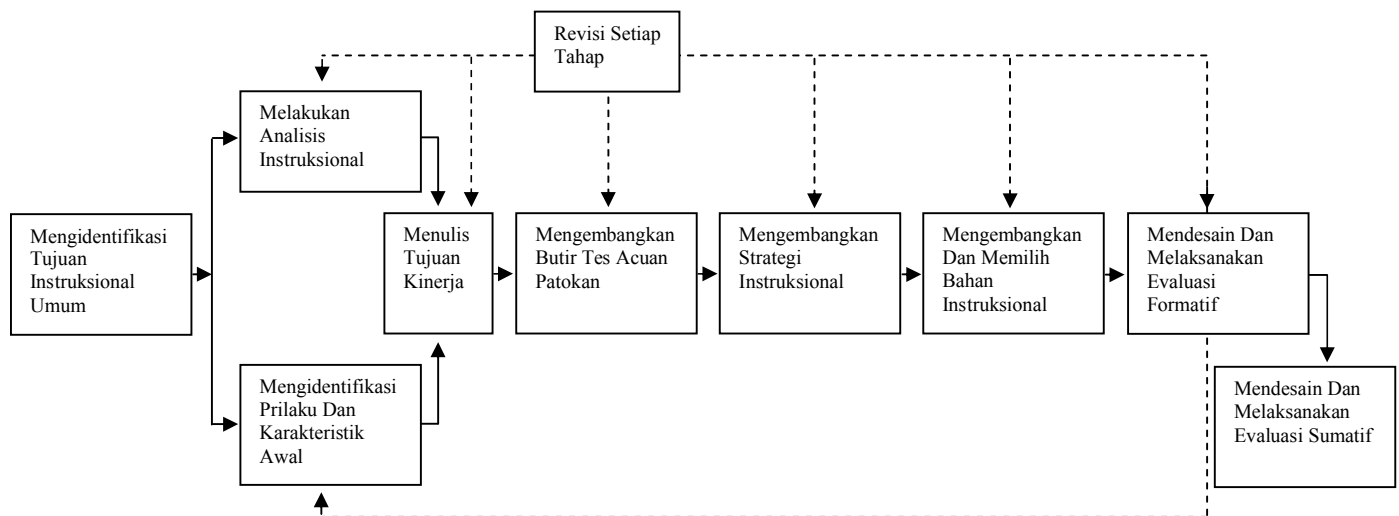 Revisi Setiap
Tahap
Melakukan
Analisis
Instruksional
Mengidentifikasi
Tujuan
Instruksional
Umum
Menulis
Tujuan
Kinerja
Mengembangkan
Butir Tes Acuan
Patokan
Mengembangkan
Strategi
Instruksional
Mengembangkan
Dan Memilih
Bahan
Instruksional
Mendesain Dan
Melaksanakan
Evaluasi
Formatif
Mengidentifikasi
Prilaku Dan
Karakteristik
Awal
Mendesain Dan
Melaksanakan
Evaluasi Sumatif